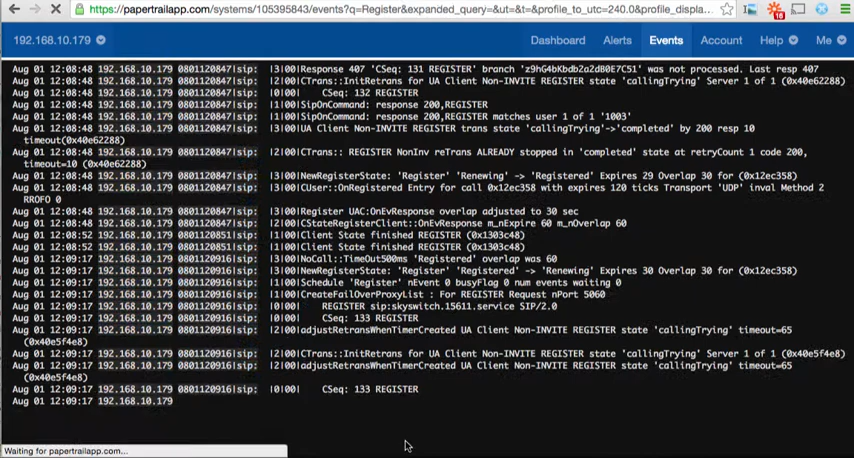 https://papertrailapp.com/systems/105395843/events?q=Register&expanded_query=&ut=&t=&profile_to_utc=240.0&profile_displa...
18
192.168.10.179
Dashboard Alerts Events Account Help Me
Aug 01 12:08:48 192.168.10.179 0801120847|sip: |3|00|Response 407 'CSeq: 131 REGISTER' branch 'z9hG4bKbdb2a2dB0E7C51' was not processed. Last resp 407
Aug 01 12:08:48 192.168.10.179 0801120847|sip: |2|00|CTrans::InitRetrans for UA Client Non-INVITE REGISTER state 'callingTrying' Server 1 of 1 (0x40e62288)
Aug 01 12:08:48 192.168.10.179 0801120847|sip: |0|00| CSeq: 132 REGISTER
Aug 01 12:08:48 192.168.10.179 0801120847|sip: |1|00|SipOnCommand: response 200,REGISTER
Aug 01 12:08:48 192.168.10.179 0801120847|sip: |1|00|SipOnCommand: response 200,REGISTER matches user 1 of 1 '1003'
Aug 01 12:08:48 192.168.10.179 0801120847|sip: |3|00|UA Client Non-INVITE REGISTER trans state 'callingTrying'->'completed' by 200 resp 10
timeout(0x40e62288)
Aug 01 12:08:48 192.168.10.179 0801120847|sip: |2|00|CTrans:: REGISTER NonInv reTrans ALREADY stopped in 'completed' state at retryCount 1 code 200,
timeout=10 (0x40e62288)
Aug 01 12:08:48 192.168.10.179 0801120847|sip: |3|00|NewRegisterState: 'Register' 'Renewing' -> 'Registered' Expires 29 Overlap 30 for (0x12ec358)
Aug 01 12:08:48 192.168.10.179 0801120847|sip: |3|00|CUser::OnRegistered Entry for call 0x12ec358 with expires 120 ticks Transport 'UDP' inval Method 2
RROFO 0
Aug 01 12:08:48 192.168.10.179 0801120847|sip: |3|00|Register UAC:OnEvResponse overlap adjusted to 30 sec
Aug 01 12:08:48 192.168.10.179 0801120847|sip: |2|00|CStateRegisterClient::OnEvResponse m_nExpire 60 m_nOverlap 60
Aug 01 12:08:52 192.168.10.179 0801120851|sip: |1|00|Client State finished REGISTER (0x1303c48)
Aug 01 12:08:52 192.168.10.179 0801120851|sip: |1|00|Client State finished REGISTER (0x1303c48)
Aug 01 12:09:17 192.168.10.179 0801120916|sip: |3|00|NoCall::TimeOut500ms 'Registered' overlap was 60
Aug 01 12:09:17 192.168.10.179 0801120916|sip: |3|00|NewRegisterState: 'Register' 'Registered' -> 'Renewing' Expires 30 Overlap 30 for (0x12ec358)
Aug 01 12:09:17 192.168.10.179 0801120916|sip: |1|00|Schedule 'Register' nEvent 0 busyFlag 0 num events waiting 0
Aug 01 12:09:17 192.168.10.179 0801120916|sip: |1|00|CreateFailOverProxyList : For REGISTER Request nPort 5060
Aug 01 12:09:17 192.168.10.179 0801120916|sip: |0|00| REGISTER sip:skyswitch.15611.service SIP/2.0
Aug 01 12:09:17 192.168.10.179 0801120916|sip: |0|00| CSeq: 133 REGISTER
Aug 01 12:09:17 192.168.10.179 0801120916|sip: |2|00|adjustRetransWhenTimerCreated UA Client Non-INVITE REGISTER state 'callingTrying' timeout=65
(0x40e5f4e8)
Aug 01 12:09:17 192.168.10.179 0801120916|sip: |2|00|CTrans::InitRetrans for UA Client Non-INVITE REGISTER state 'callingTrying' Server 1 of 1 (0x40e5f4e8)
Aug 01 12:09:17 192.168.10.179 0801120916|sip: |2|00|adjustRetransWhenTimerCreated UA Client Non-INVITE REGISTER state 'callingTrying' timeout=65
(0x40e5f4e8)
Aug 01 12:09:17 192.168.10.179 0801120916|sip: |0|00| CSeq: 133 REGISTER
Aug 01 12:09:17 192.168.10.179
Waiting for papertrailapp.com...